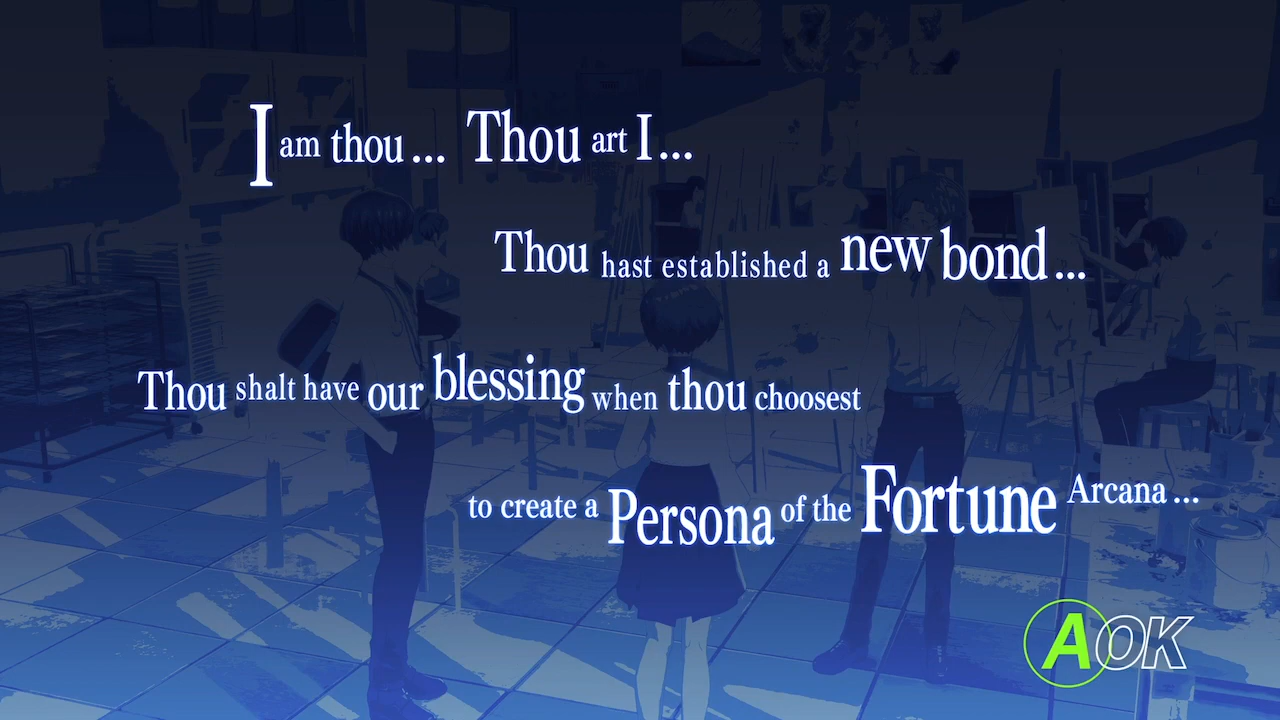 I am thou... Thou art I...
Thou hast established a new bond...
Thou shalt have our blessing when thou choosest
to create a Persona of the Fortune Arcana...
A OK